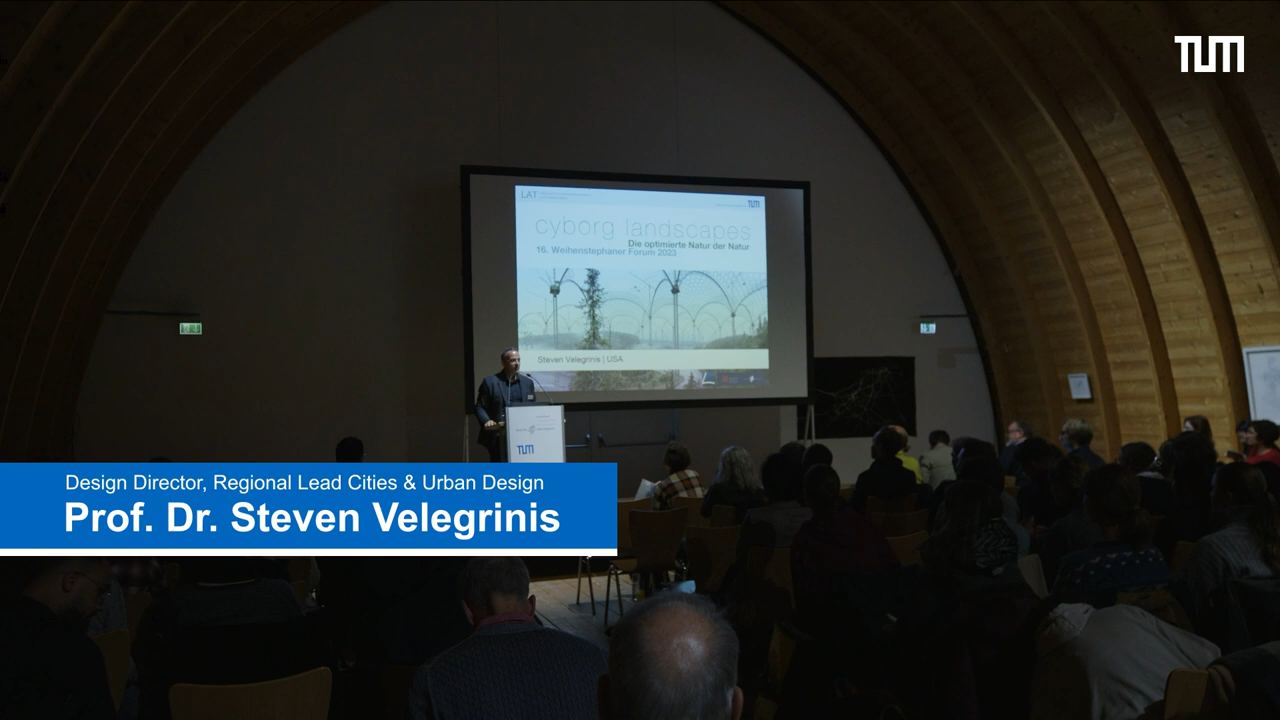 TUM
LAT
TUM
cyborg landscapes
Die optimierte Natur der Natur
16. Weihenstephaner Forum 2023
Steven Velegrinis | USA
TUM
Design Director, Regional Lead Cities & Urban Design
Prof. Dr. Steven Velegrinis